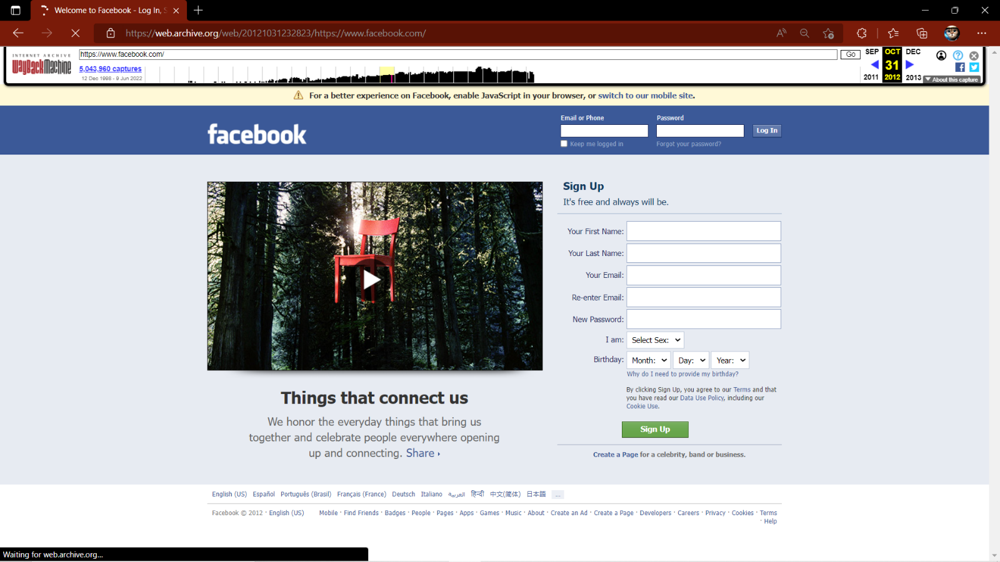 Welcome to Facebook - Log In, S
https://web.archive.org/web/20121031232823/https://www.facebook.com/
INTERNET ARCHIVE
WayBackMachine
https://www.facebook.com/
Go
5,043,960 captures
12 Dec 1998 - 9 Jun 2022
SEP OCT DEC
31
2011 2012 2013
About this capture
For a better experience on Facebook, enable JavaScript in your browser, or switch to our mobile site.
facebook
Email or Phone
Password
Log In
Keep me logged in
Forgot your password?
Things that connect us
We honor the everyday things that bring us
together and celebrate people everywhere opening
up and connecting. Share
Sign Up
It's free and always will be.
Your First Name:
Your Last Name:
Your Email:
Re-enter Email:
New Password:
I am: Select Sex:
Birthday: Month: Day: Year:
Why do I need to provide my birthday?
By clicking Sign Up, you agree to our Terms and that
you have read our Data Use Policy, including our
Cookie Use.
Sign Up
Create a Page for a celebrity, band or business.
English (US) Español Português (Brasil) Français (France) Deutsch Italiano العربية हिन्दी 中文(简体) 日本語 ...
Facebook © 2012 · English (US)
Mobile · Find Friends · Badges · People · Pages · Apps · Games · Music · About · Create an Ad · Create a Page · Developers · Careers · Privacy · Cookies · Terms
· Help
Waiting for web.archive.org...